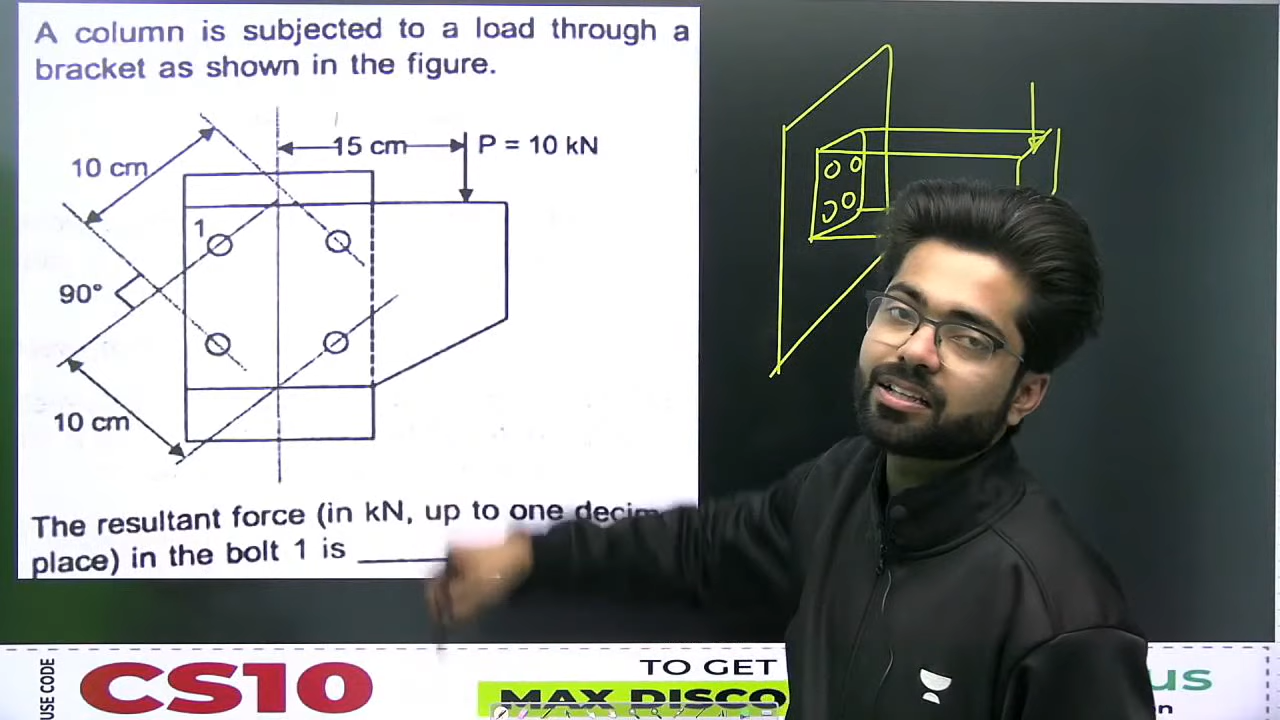 A column is subjected to a load through a
bracket as shown in the figure.
10 cm
15 cm
P = 10 kN
1
90°
10 cm
The resultant force (in kN, up to one
place) in the bolt 1 is
USE CODE
CS10
TO GET
MAX